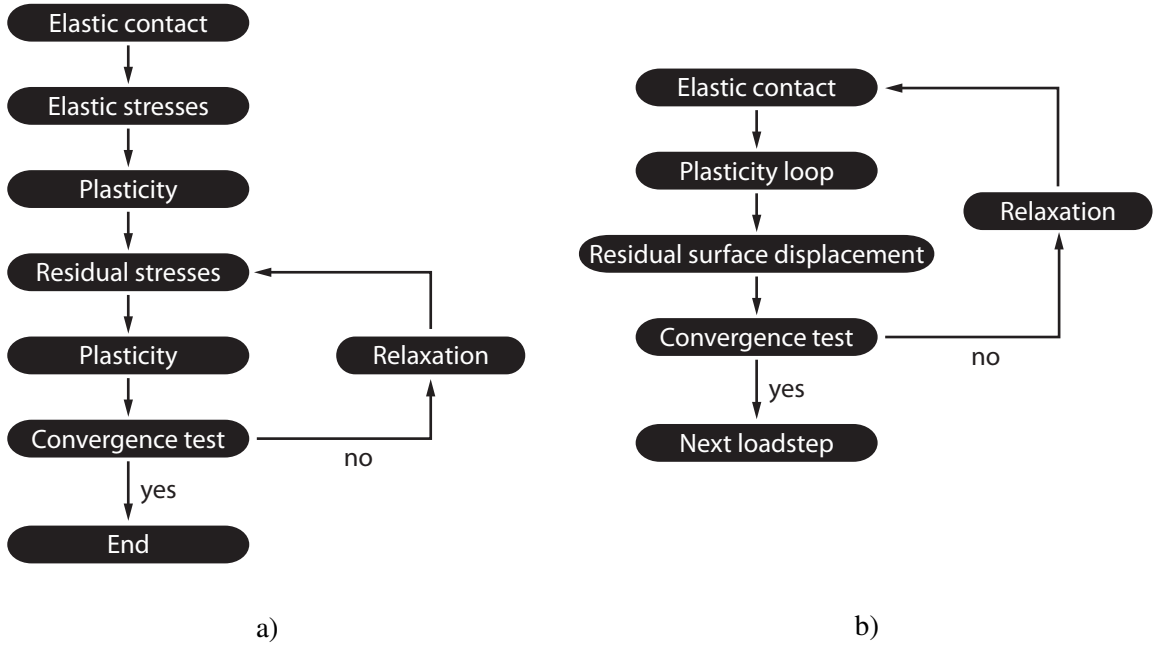 Elastic contact
Elastic stresses
Plasticity
Residual stresses
Plasticity
Relaxation
Convergence test
no
yes
End
a)
Elastic contact
Plasticity loop
Relaxation
Residual surface displacement
Convergence test
no
yes
Next loadstep
b)